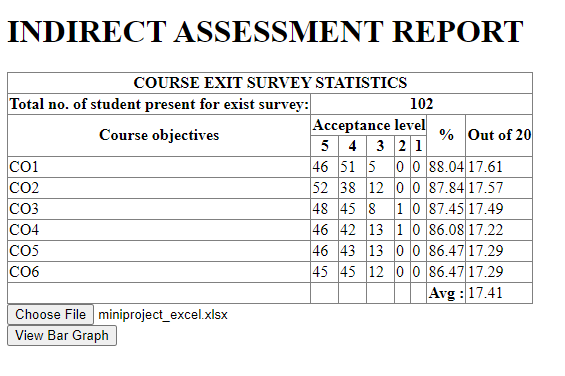 INDIRECT ASSESSMENT REPORT
COURSE EXIT SURVEY STATISTICS
Total no. of student present for exist survey: 102
Course objectives Acceptance level % Out of 20
5 4 3 2 1
CO1 46 51 5 0 0 88.04 17.61
CO2 52 38 12 0 0 87.84 17.57
CO3 48 45 8 1 0 87.45 17.49
CO4 46 42 13 1 0 86.08 17.22
CO5 46 43 13 0 0 86.47 17.29
CO6 45 45 12 0 0 86.47 17.29
Avg : 17.41
Choose File miniproject_excel.xlsx
View Bar Graph